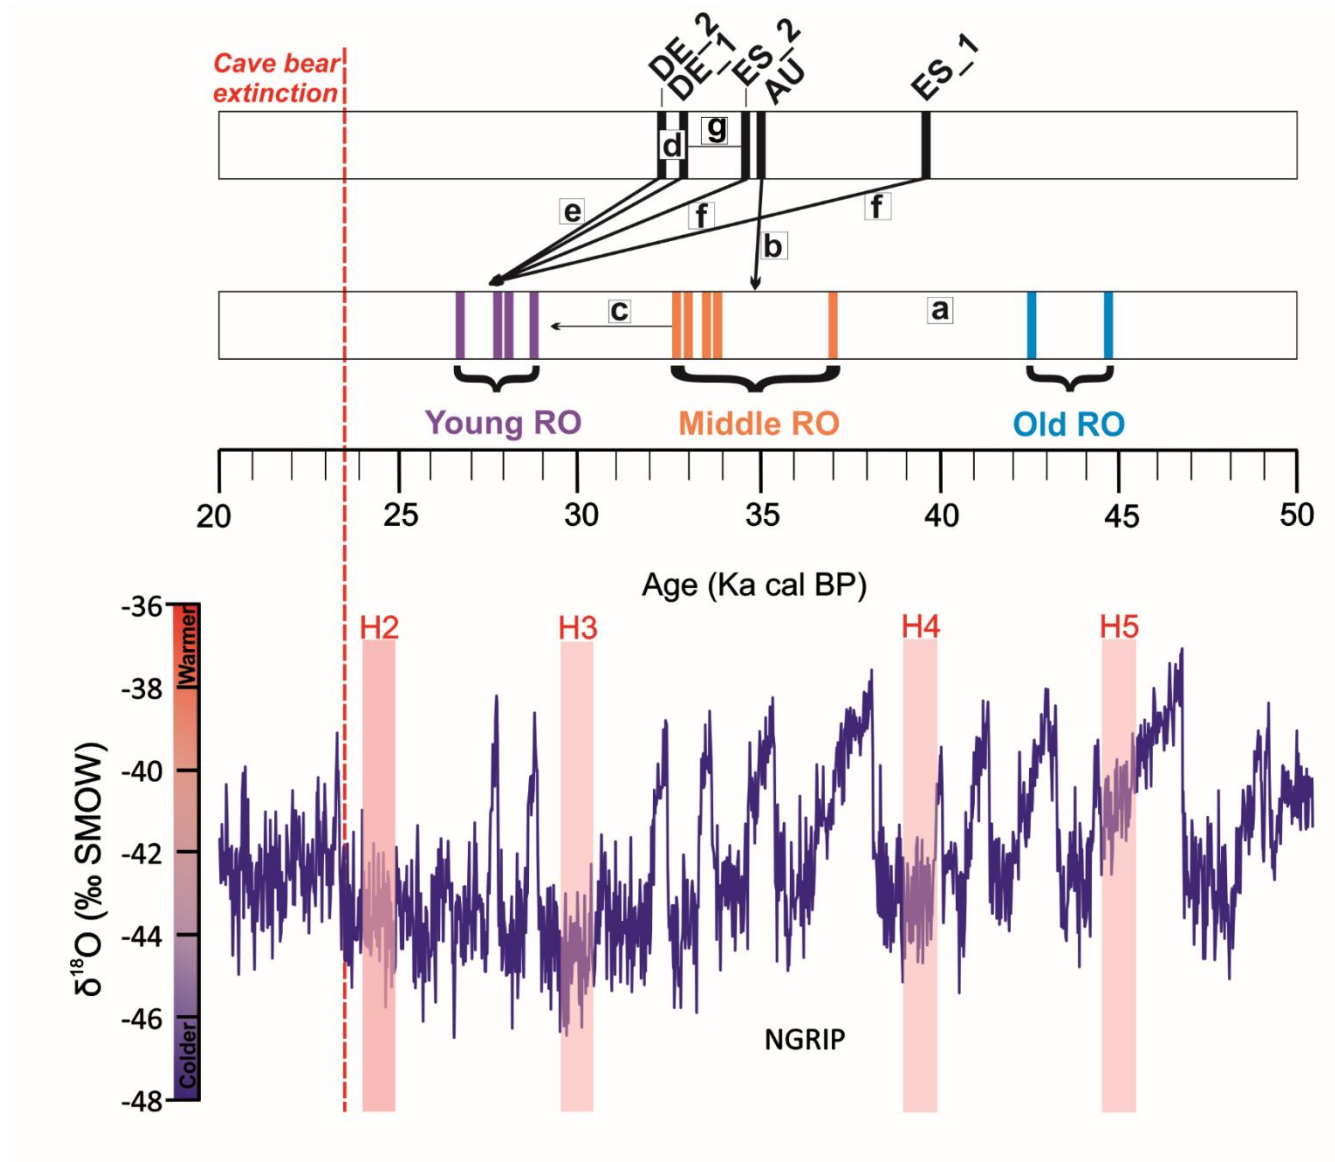 Cave bear
extinction
DE_2
DE_1
ES_2
AU
ES_1
d
g
e
f
f
b
c
a
Young RO
Middle RO
Old RO
20
25
30
35
40
45
50
Age (Ka cal BP)
-36
-38
-40
-42
-44
-46
-48
Warmer
Colder
δ¹⁸O (‰ SMOW)
H2
H3
H4
H5
NGRIP